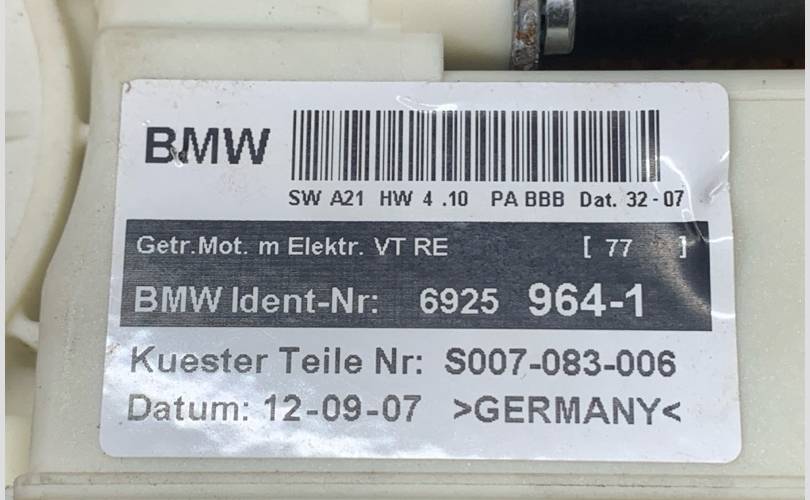 BMW
SW A21 HW 4 .10 PA BBB Dat. 32-07
Getr.Mot. m Elektr. VT RE [ 77 ]
BMW Ident-Nr: 6925 964-1
Kuester Teile Nr: S007-083-006
Datum: 12-09-07 >GERMANY<